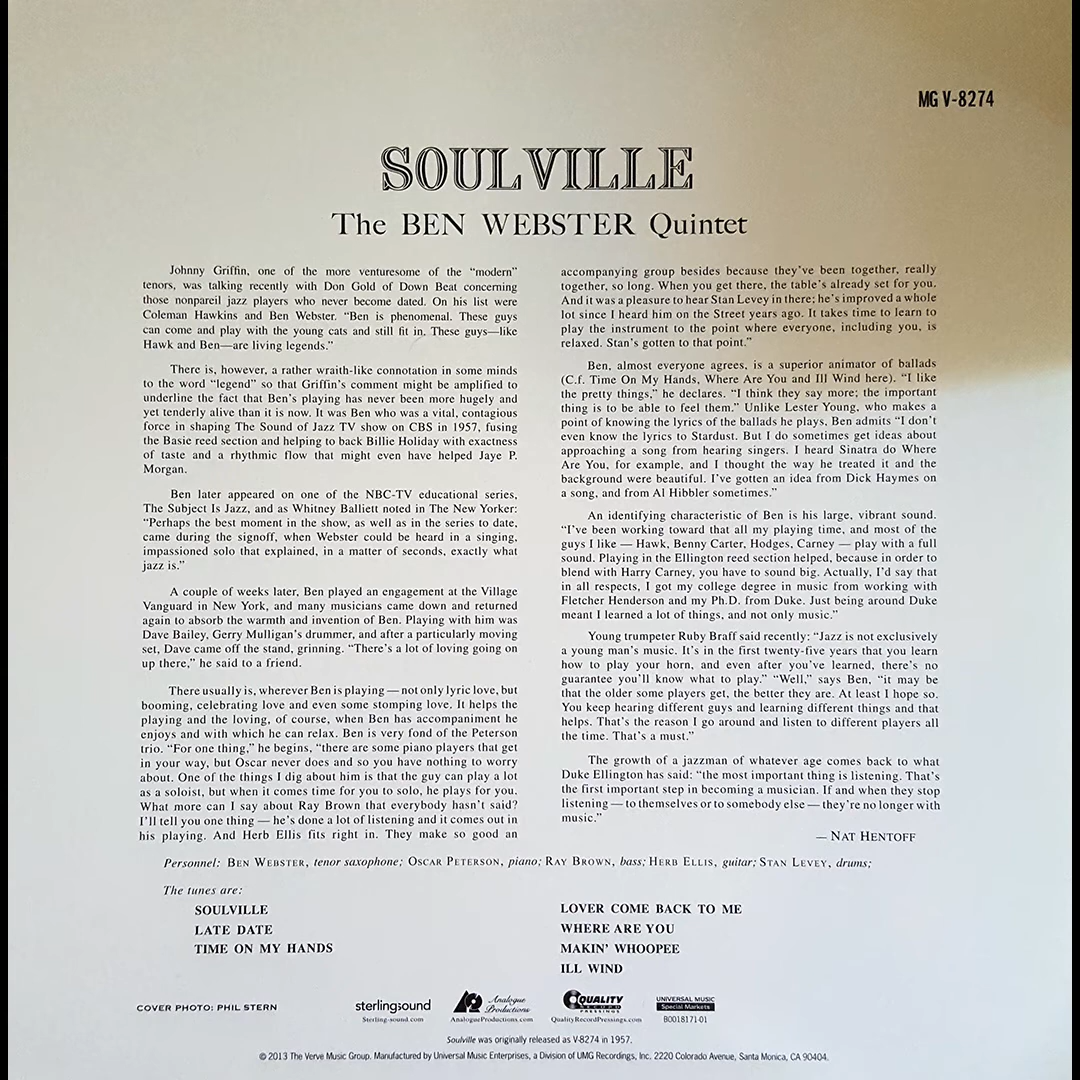 MG V-8274
SOULVILLE
The BEN WEBSTER Quintet
Johnny Griffin, one of the more venturesome of the “modern”
tenors, was talking recently with Don Gold of Down Beat concerning
those nonpareil jazz players who never become dated. On his list were
Coleman Hawkins and Ben Webster. “Ben is phenomenal. These guys
can come and play with the young cats and still fit in. These guys—like
Hawk and Ben—are living legends.”
There is, however, a rather wraith-like connotation in some minds
to the word “legend” so that Griffin’s comment might be amplified to
underline the fact that Ben’s playing has never been more hugely and
yet tenderly alive than it is now. It was Ben who was a vital, contagious
force in shaping The Sound of Jazz TV show on CBS in 1957, fusing
the Basie reed section and helping to back Billie Holiday with exactness
of taste and a rhythmic flow that might even have helped Jaye P.
Morgan.
Ben later appeared on one of the NBC-TV educational series,
The Subject Is Jazz, and as Whitney Balliett noted in The New Yorker:
“Perhaps the best moment in the show, as well as in the series to date,
came during the signoff, when Webster could be heard in a singing,
impassioned solo that explained, in a matter of seconds, exactly what
jazz is.”
A couple of weeks later, Ben played an engagement at the Village
Vanguard in New York, and many musicians came down and returned
again to absorb the warmth and invention of Ben. Playing with him was
Dave Bailey, Gerry Mulligan’s drummer, and after a particularly moving
set, Dave came off the stand, grinning. “There’s a lot of loving going on
up there,” he said to a friend.
There usually is, wherever Ben is playing — not only lyric love, but
booming, celebrating love and even some stomping love. It helps the
playing and the loving, of course, when Ben has accompaniment he
enjoys and with which he can relax. Ben is very fond of the Peterson
trio. “For one thing,” he begins, “there are some piano players that get
in your way, but Oscar never does and so you have nothing to worry
about. One of the things I dig about him is that the guy can play a lot
as a soloist, but when it comes time for you to solo, he plays for you.
What more can I say about Ray Brown that everybody hasn’t said?
I’ll tell you one thing — he’s done a lot of listening and it comes out in
his playing. And Herb Ellis fits right in. They make so good an
accompanying group besides because they’ve been together, really
together, so long. When you get there, the table’s already set for you.
And it was a pleasure to hear Stan Levey in there; he’s improved a whole
lot since I heard him on the Street years ago. It takes time to learn to
play the instrument to the point where everyone, including you, is
relaxed. Stan’s gotten to that point.”
Ben, almost everyone agrees, is a superior animator of ballads
(C.f. Time On My Hands, Where Are You and Ill Wind here). “I like
the pretty things,” he declares. “I think they say more; the important
thing is to be able to feel them.” Unlike Lester Young, who makes a
point of knowing the lyrics of the ballads he plays, Ben admits “I don’t
even know the lyrics to Stardust. But I do sometimes get ideas about
approaching a song from hearing singers. I heard Sinatra do Where
Are You, for example, and I thought the way he treated it and the
background were beautiful. I’ve gotten an idea from Dick Haymes on
a song, and from Al Hibbler sometimes.”
An identifying characteristic of Ben is his large, vibrant sound.
“I’ve been working toward that all my playing time, and most of the
guys I like — Hawk, Benny Carter, Hodges, Carney — play with a full
sound. Playing in the Ellington reed section helped, because in order to
blend with Harry Carney, you have to sound big. Actually, I’d say that
in all respects, I got my college degree in music from working with
Fletcher Henderson and my Ph.D. from Duke. Just being around Duke
meant I learned a lot of things, and not only music.”
Young trumpeter Ruby Braff said recently: “Jazz is not exclusively
a young man’s music. It’s in the first twenty-five years that you learn
how to play your horn, and even after you’ve learned, there’s no
guarantee you’ll know what to play.” “Well,” says Ben, “it may be
that the older some players get, the better they are. At least I hope so.
You keep hearing different guys and learning different things and that
helps. That’s the reason I go around and listen to different players all
the time. That’s a must.”
The growth of a jazzman of whatever age comes back to what
Duke Ellington has said: “the most important thing is listening. That’s
the first important step in becoming a musician. If and when they stop
listening — to themselves or to somebody else — they’re no longer with
music.”
— NAT HENTOFF
Personnel: BEN WEBSTER, tenor saxophone; OSCAR PETERSON, piano; RAY BROWN, bass; HERB ELLIS, guitar; STAN LEVEY, drums;
The tunes are:
SOULVILLE
LATE DATE
TIME ON MY HANDS
LOVER COME BACK TO ME
WHERE ARE YOU
MAKIN’ WHOOPEE
ILL WIND
COVER PHOTO: PHIL STERN
sterlingsound
Sterling-sound.com
Analogue
Productions
AnalogueProductions.com
QUALITY
RECORD
PRESSINGS
QualityRecordPressings.com
UNIVERSAL MUSIC
Special Markets
B0018171-01
Soulville was originally released as V-8274 in 1957.
© 2013 The Verve Music Group. Manufactured by Universal Music Enterprises, a Division of UMG Recordings, Inc. 2220 Colorado Avenue, Santa Monica, CA 90404.